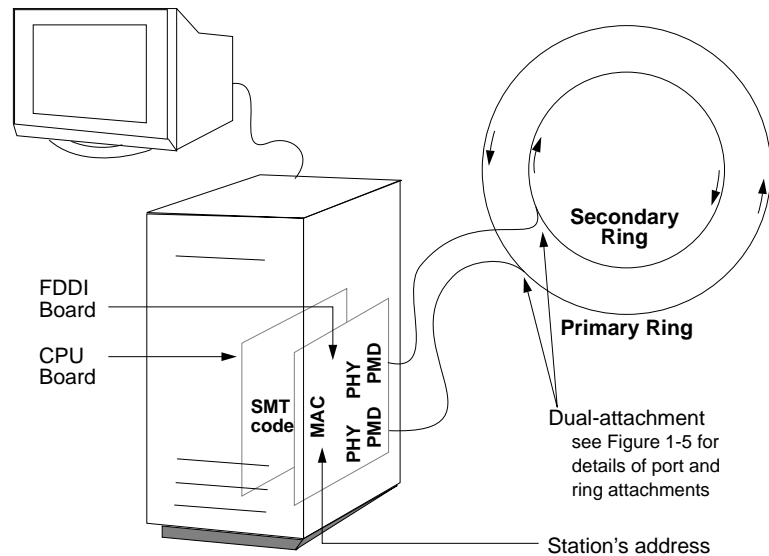 Secondary
Ring
Primary Ring
FDDI
Board
CPU
Board
SMT
code
MAC
PHY
PMD
PHY
PMD
Dual-attachment
see Figure 1-5 for
details of port and
ring attachments
Station's address